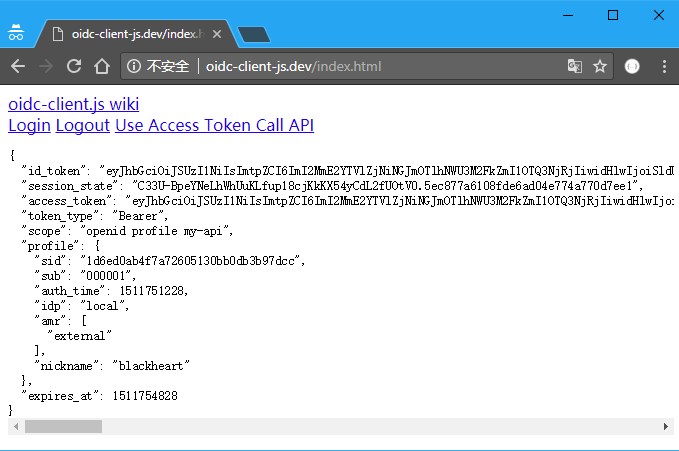 oidc-client-js.dev/index.h
不安全 oidc-client-js.dev/index.html
oidc-client.js wiki
Login Logout Use Access Token Call API
{
"id_token": "eyJhbGciOiJSUzI1NiIsImtpZCI6ImI2MmE2YTVlZjNiNGJmOTlhNWU3M2FkZmI1OTQ3NjRjIiwidHlwIjoiSldU
"session_state": "C33U-BpeYNeLhWhUuKLfup18cjKkKX54yCdL2fUOtV0.5ec877a6108fde6ad04e774a770d7ee1",
"access_token": "eyJhbGciOiJSUzI1NiIsImtpZCI6ImI2MmE2YTVlZjNiNGJmOTlhNWU3M2FkZmI1OTQ3NjRjIiwidHlwIjoi
"token_type": "Bearer",
"scope": "openid profile my-api",
"profile": {
"sid": "1d6ed0ab4f7a72605130bb0db3b97dcc",
"sub": "000001",
"auth_time": 1511751228,
"idp": "local",
"amr": [
"external"
],
"nickname": "blackheart"
},
"expires_at": 1511754828
}